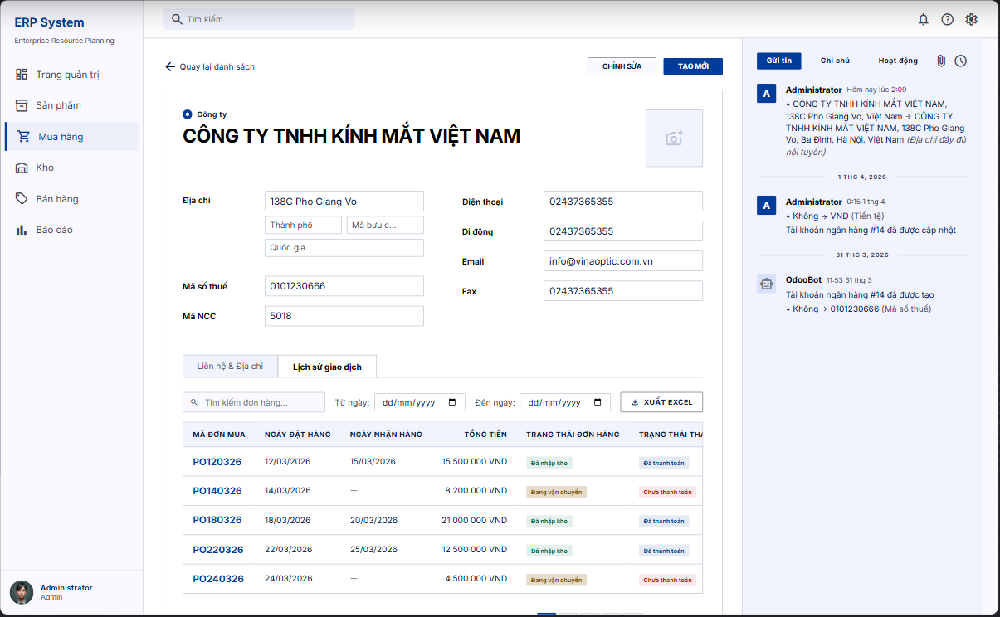 ERP System
Enterprise Resource Planning
Trang quản trị
Sản phẩm
Mua hàng
Kho
Bán hàng
Báo cáo
Administrator
Admin
Tìm kiếm...
Quay lại danh sách
CHỈNH SỬA
TẠO MỚI
Công ty
CÔNG TY TNHH KÍNH MẮT VIỆT NAM
Địa chỉ
138C Pho Giang Vo
Thành phố
Mã bưu c...
Quốc gia
Mã số thuế
0101230666
Mã NCC
5018
Điện thoại
02437365355
Di động
02437365355
Email
info@vinaoptic.com.vn
Fax
02437365355
Liên hệ & Địa chỉ
Lịch sử giao dịch
Tìm kiếm đơn hàng...
Từ ngày:
dd/mm/yyyy
Đến ngày:
dd/mm/yyyy
XUẤT EXCEL
MÃ ĐƠN MUA NGÀY ĐẶT HÀNG NGÀY NHẬN HÀNG TỔNG TIỀN TRẠNG THÁI ĐƠN HÀNG TRẠNG THÁI THA
PO120326 12/03/2026 15/03/2026 15 500 000 VND Đã nhập kho Đã thanh toán
PO140326 14/03/2026 -- 8 200 000 VND Đang vận chuyển Chưa thanh toán
PO180326 18/03/2026 20/03/2026 21 000 000 VND Đã nhập kho Đã thanh toán
PO220326 22/03/2026 25/03/2026 12 500 000 VND Đã nhập kho Đã thanh toán
PO240326 24/03/2026 -- 4 500 000 VND Đang vận chuyển Chưa thanh toán
Gửi tin
Ghi chú
Hoạt động
A
Administrator Hôm nay lúc 2:09
• CÔNG TY TNHH KÍNH MẮT VIỆT NAM,
138C Pho Giang Vo, Việt Nam → CÔNG TY
TNHH KÍNH MẮT VIỆT NAM, 138C Pho Giang
Vo, Ba Đình, Hà Nội, Việt Nam (Địa chỉ đầy đủ
nội tuyến)
1 THG 4, 2026
A
Administrator 0:15 1 thg 4
• Không → VND (Tiền tệ)
Tài khoản ngân hàng #14 đã được cập nhật
31 THG 3, 2026
OdooBot 11:53 31 thg 3
Tài khoản ngân hàng #14 đã được tạo
• Không → 0101230666 (Mã số thuế)